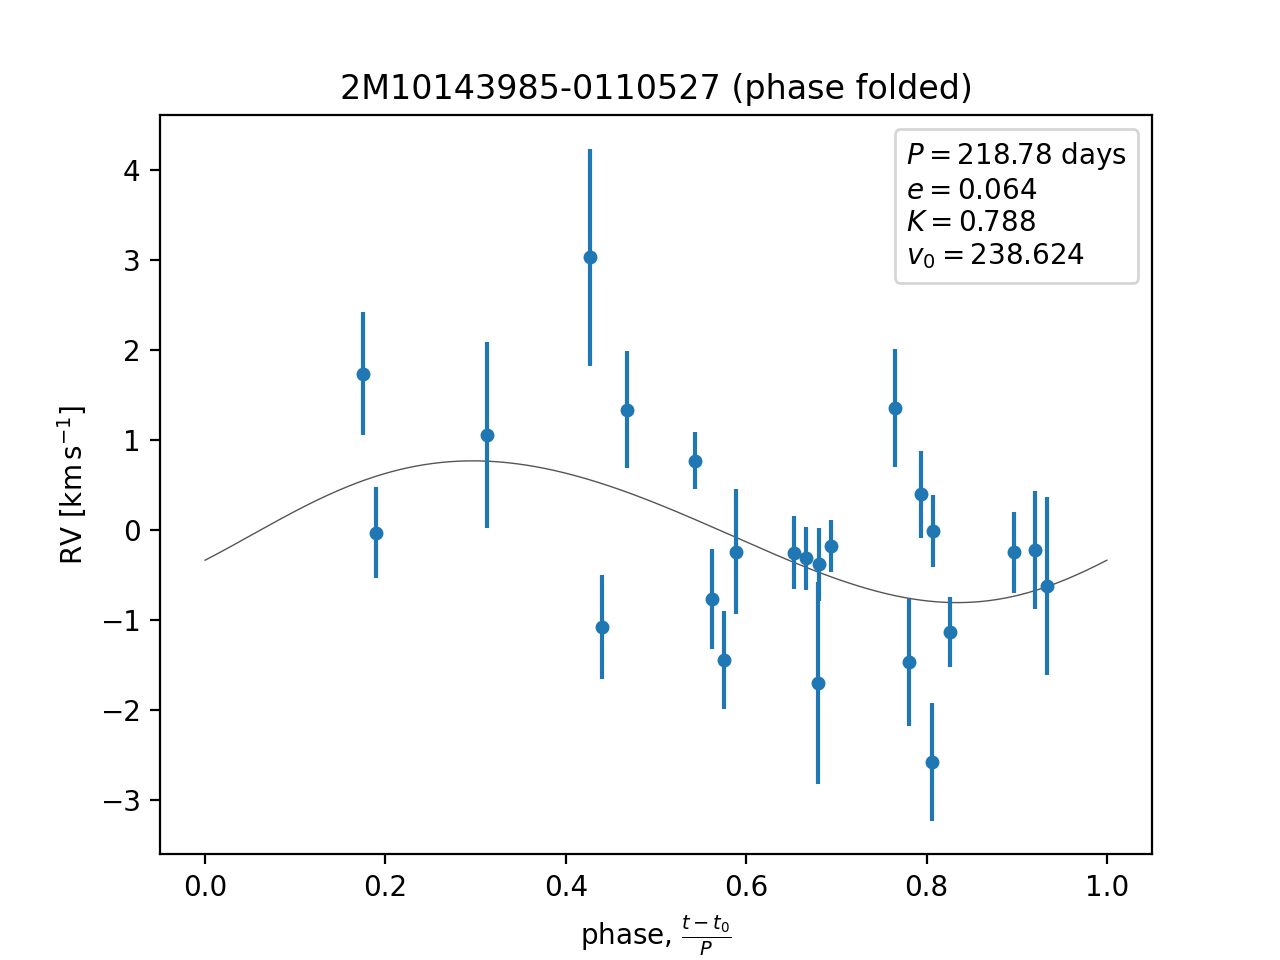 2M10143985-0110527 (phase folded)
P = 218.78 days
e = 0.064
K = 0.788
v₀ = 238.624
4
3
2
1
0
−1
−2
−3
RV [km s⁻¹]
0.0 0.2 0.4 0.6 0.8 1.0
phase, (t − t₀)/P